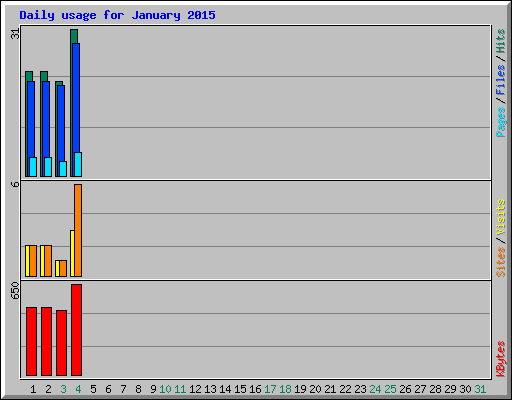 Daily usage for January 2015
31
Pages / Files / Hits
6
Sites / Visits
650
KBytes
1 2 3 4 5 6 7 8 9 10 11 12 13 14 15 16 17 18 19 20 21 22 23 24 25 26 27 28 29 30 31